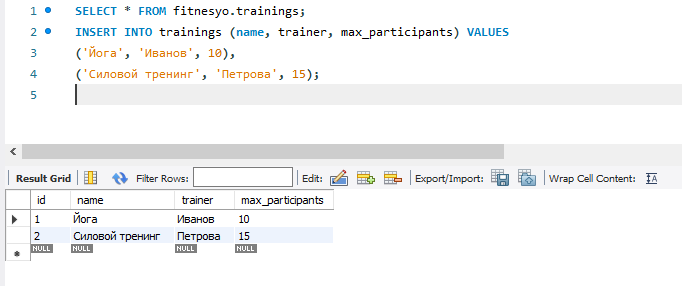 1 SELECT * FROM fitnesyo.trainings;
2 INSERT INTO trainings (name, trainer, max_participants) VALUES
3 ('Йога', 'Иванов', 10),
4 ('Силовой тренинг', 'Петрова', 15);
5
Result Grid Filter Rows: Edit: Export/Import: Wrap Cell Content: IA
id name trainer max_participants
1 Йога Иванов 10
2 Силовой тренинг Петрова 15
NULL NULL NULL NULL